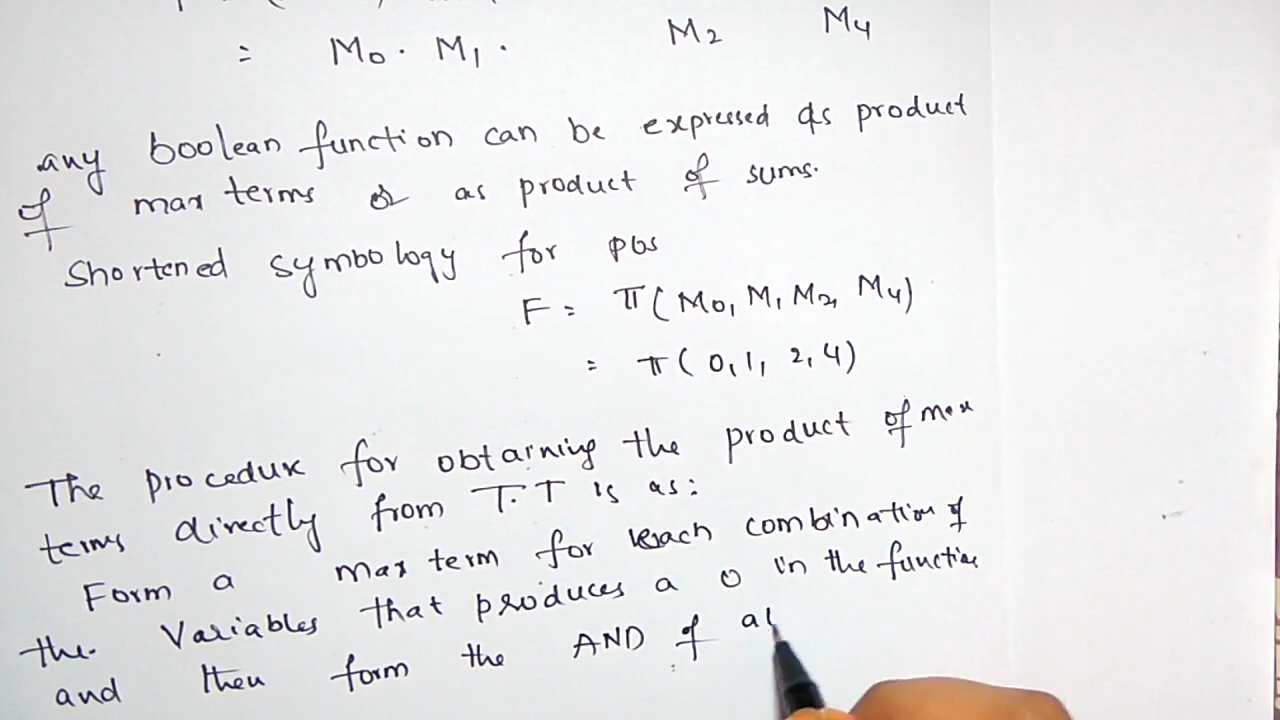 = M0 . M1 . M2 M4
any boolean function can be expressed as product
of max terms or as product of sums.
Shortened symbology for pos
F = π(M0, M1 M2, M4)
= π(0,1, 2,4)
The procedure for obtaining the product of max
terms directly from T.T is as:
Form a max term for each combination of
the. Variables that produces a 0 in the function
and then form the AND of al